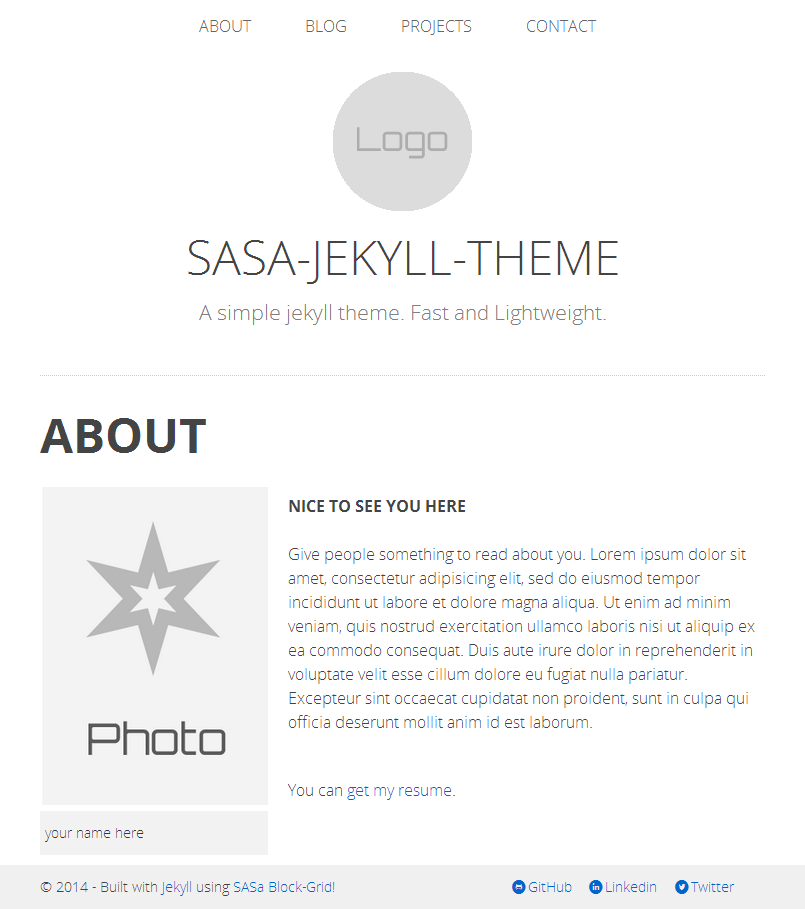 ABOUT BLOG PROJECTS CONTACT
Logo
SASA-JEKYLL-THEME
A simple jekyll theme. Fast and Lightweight.
ABOUT
Photo
your name here
NICE TO SEE YOU HERE
Give people something to read about you. Lorem ipsum dolor sit
amet, consectetur adipisicing elit, sed do eiusmod tempor
incididunt ut labore et dolore magna aliqua. Ut enim ad minim
veniam, quis nostrud exercitation ullamco laboris nisi ut aliquip ex
ea commodo consequat. Duis aute irure dolor in reprehenderit in
voluptate velit esse cillum dolore eu fugiat nulla pariatur.
Excepteur sint occaecat cupidatat non proident, sunt in culpa qui
officia deserunt mollit anim id est laborum.
You can get my resume.
© 2014 - Built with Jekyll using SASa Block-Grid! GitHub Linkedin Twitter